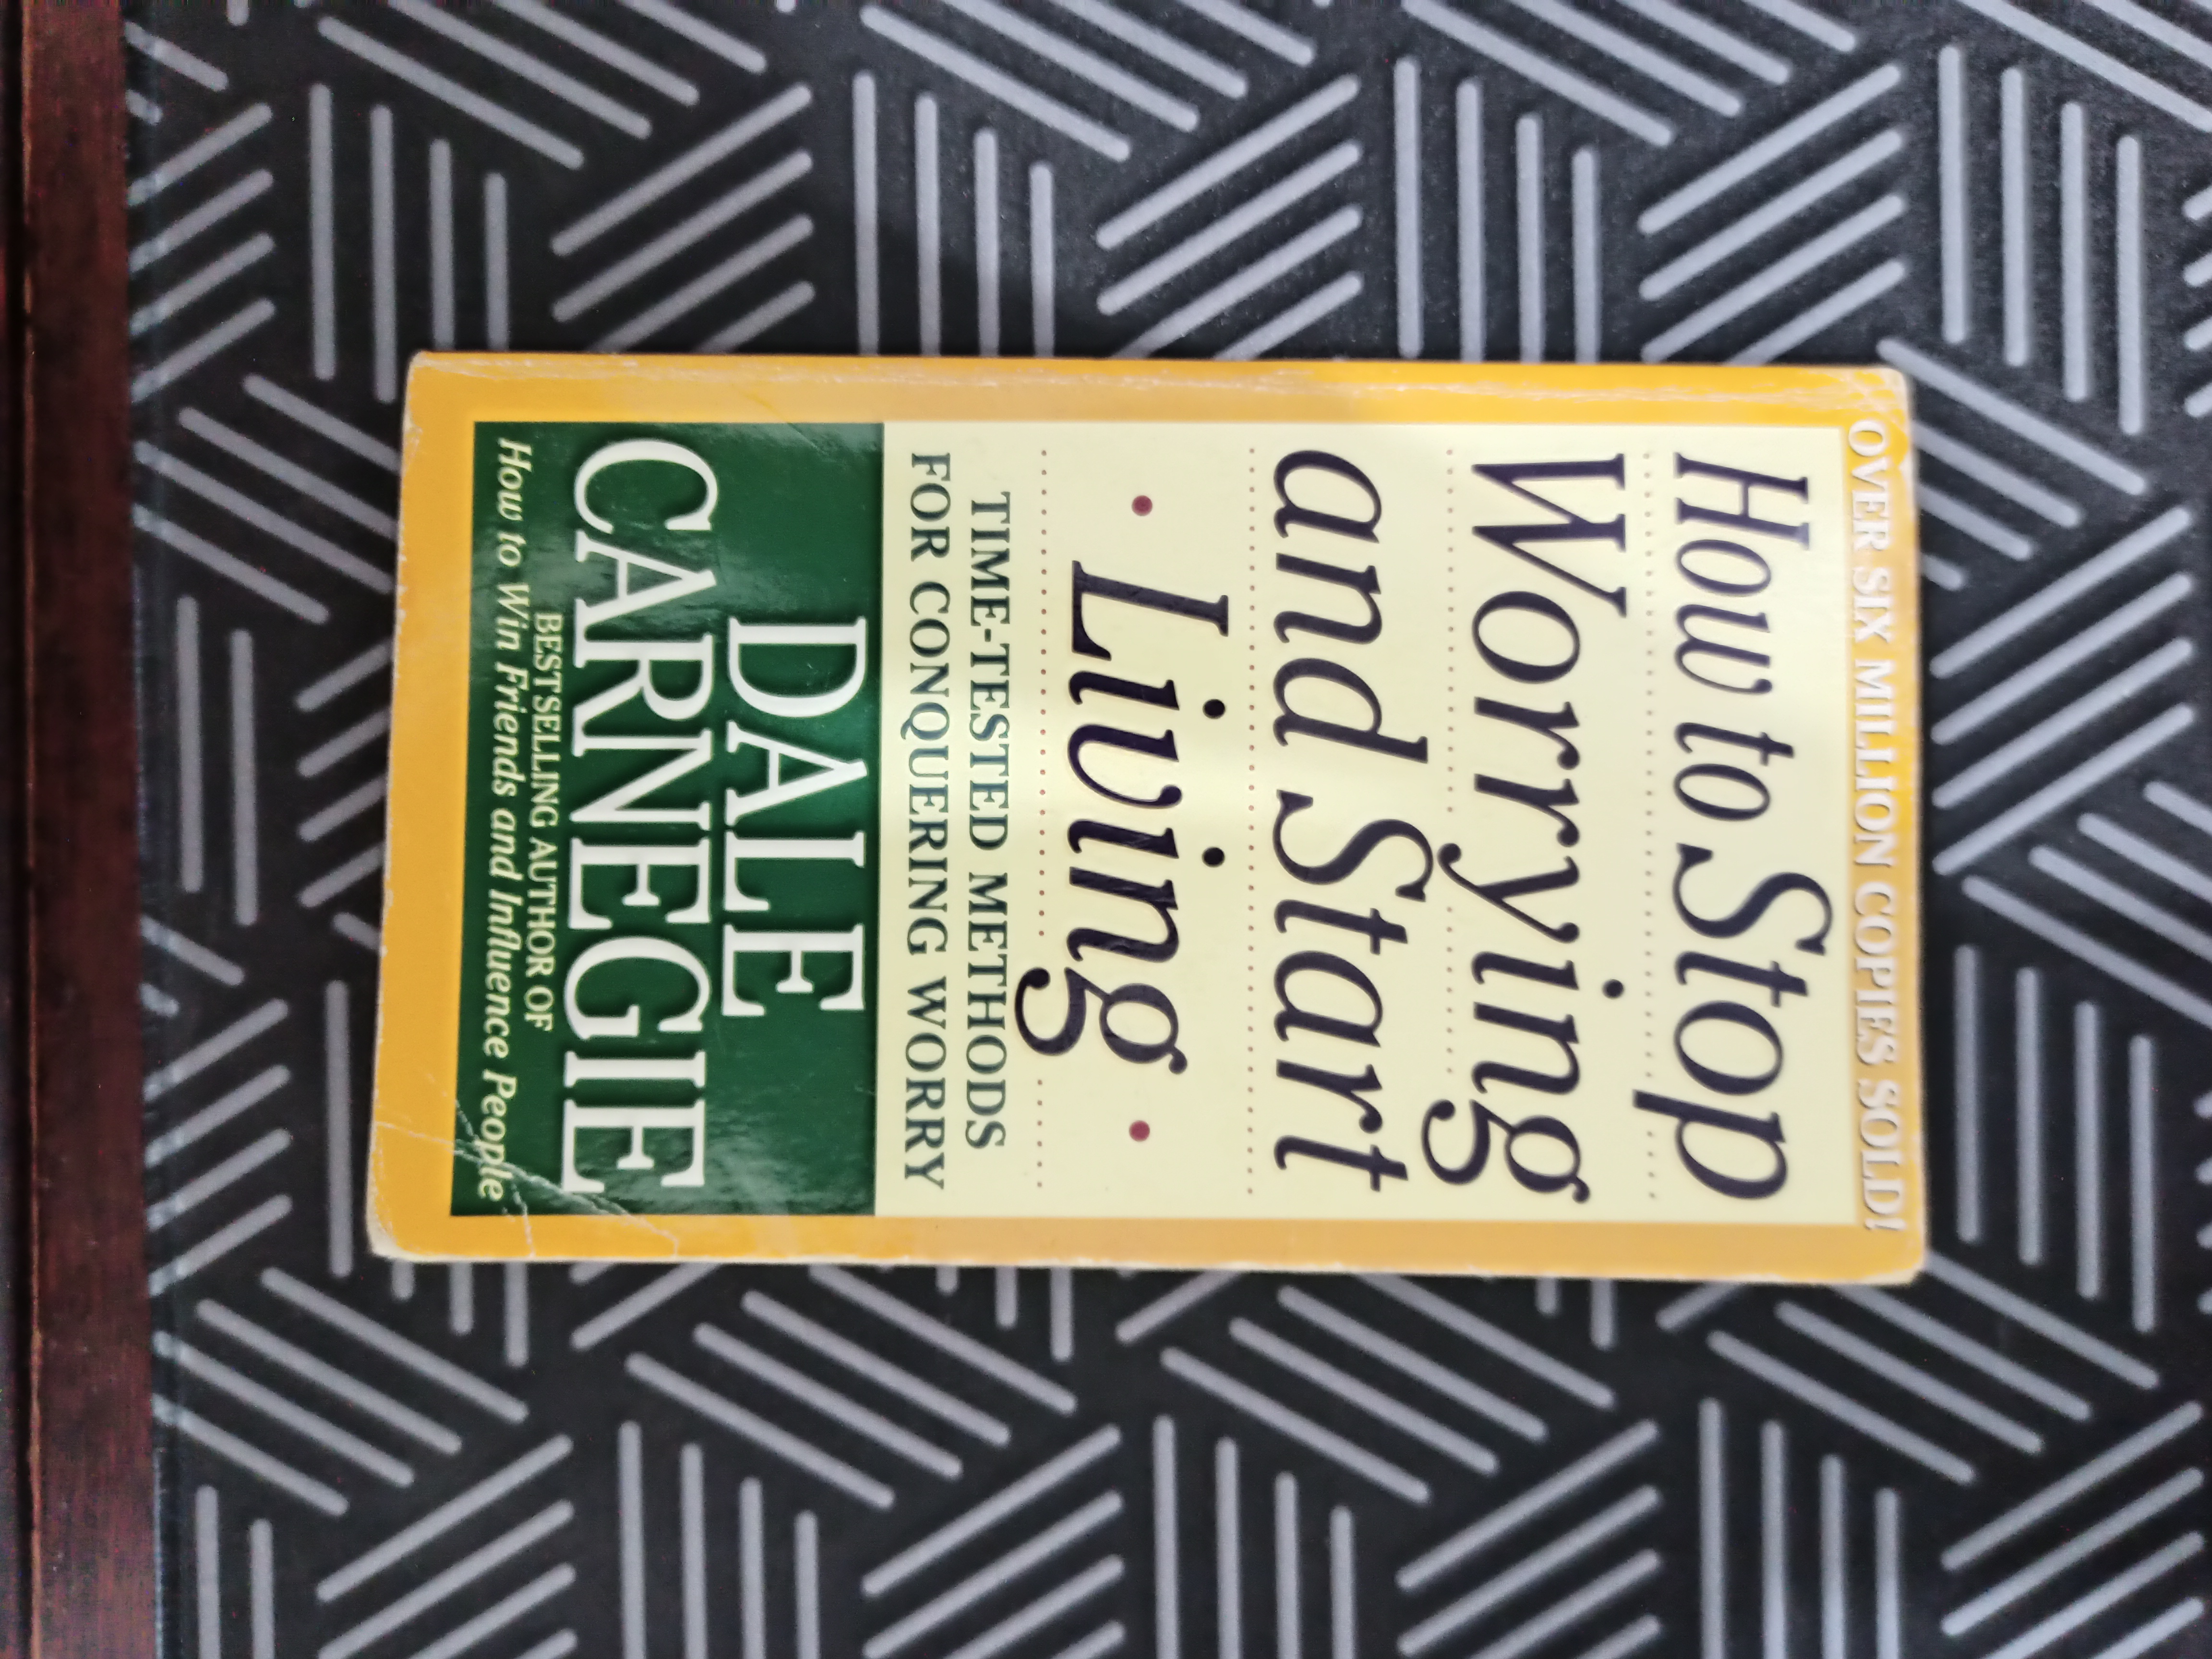 OVER SIX MILLION COPIES SOLD!
How to Stop
Worrying
and Start
• Living •
TIME-TESTED METHODS
FOR CONQUERING WORRY
DALE
CARNEGIE
BESTSELLING AUTHOR OF
How to Win Friends and Influence People